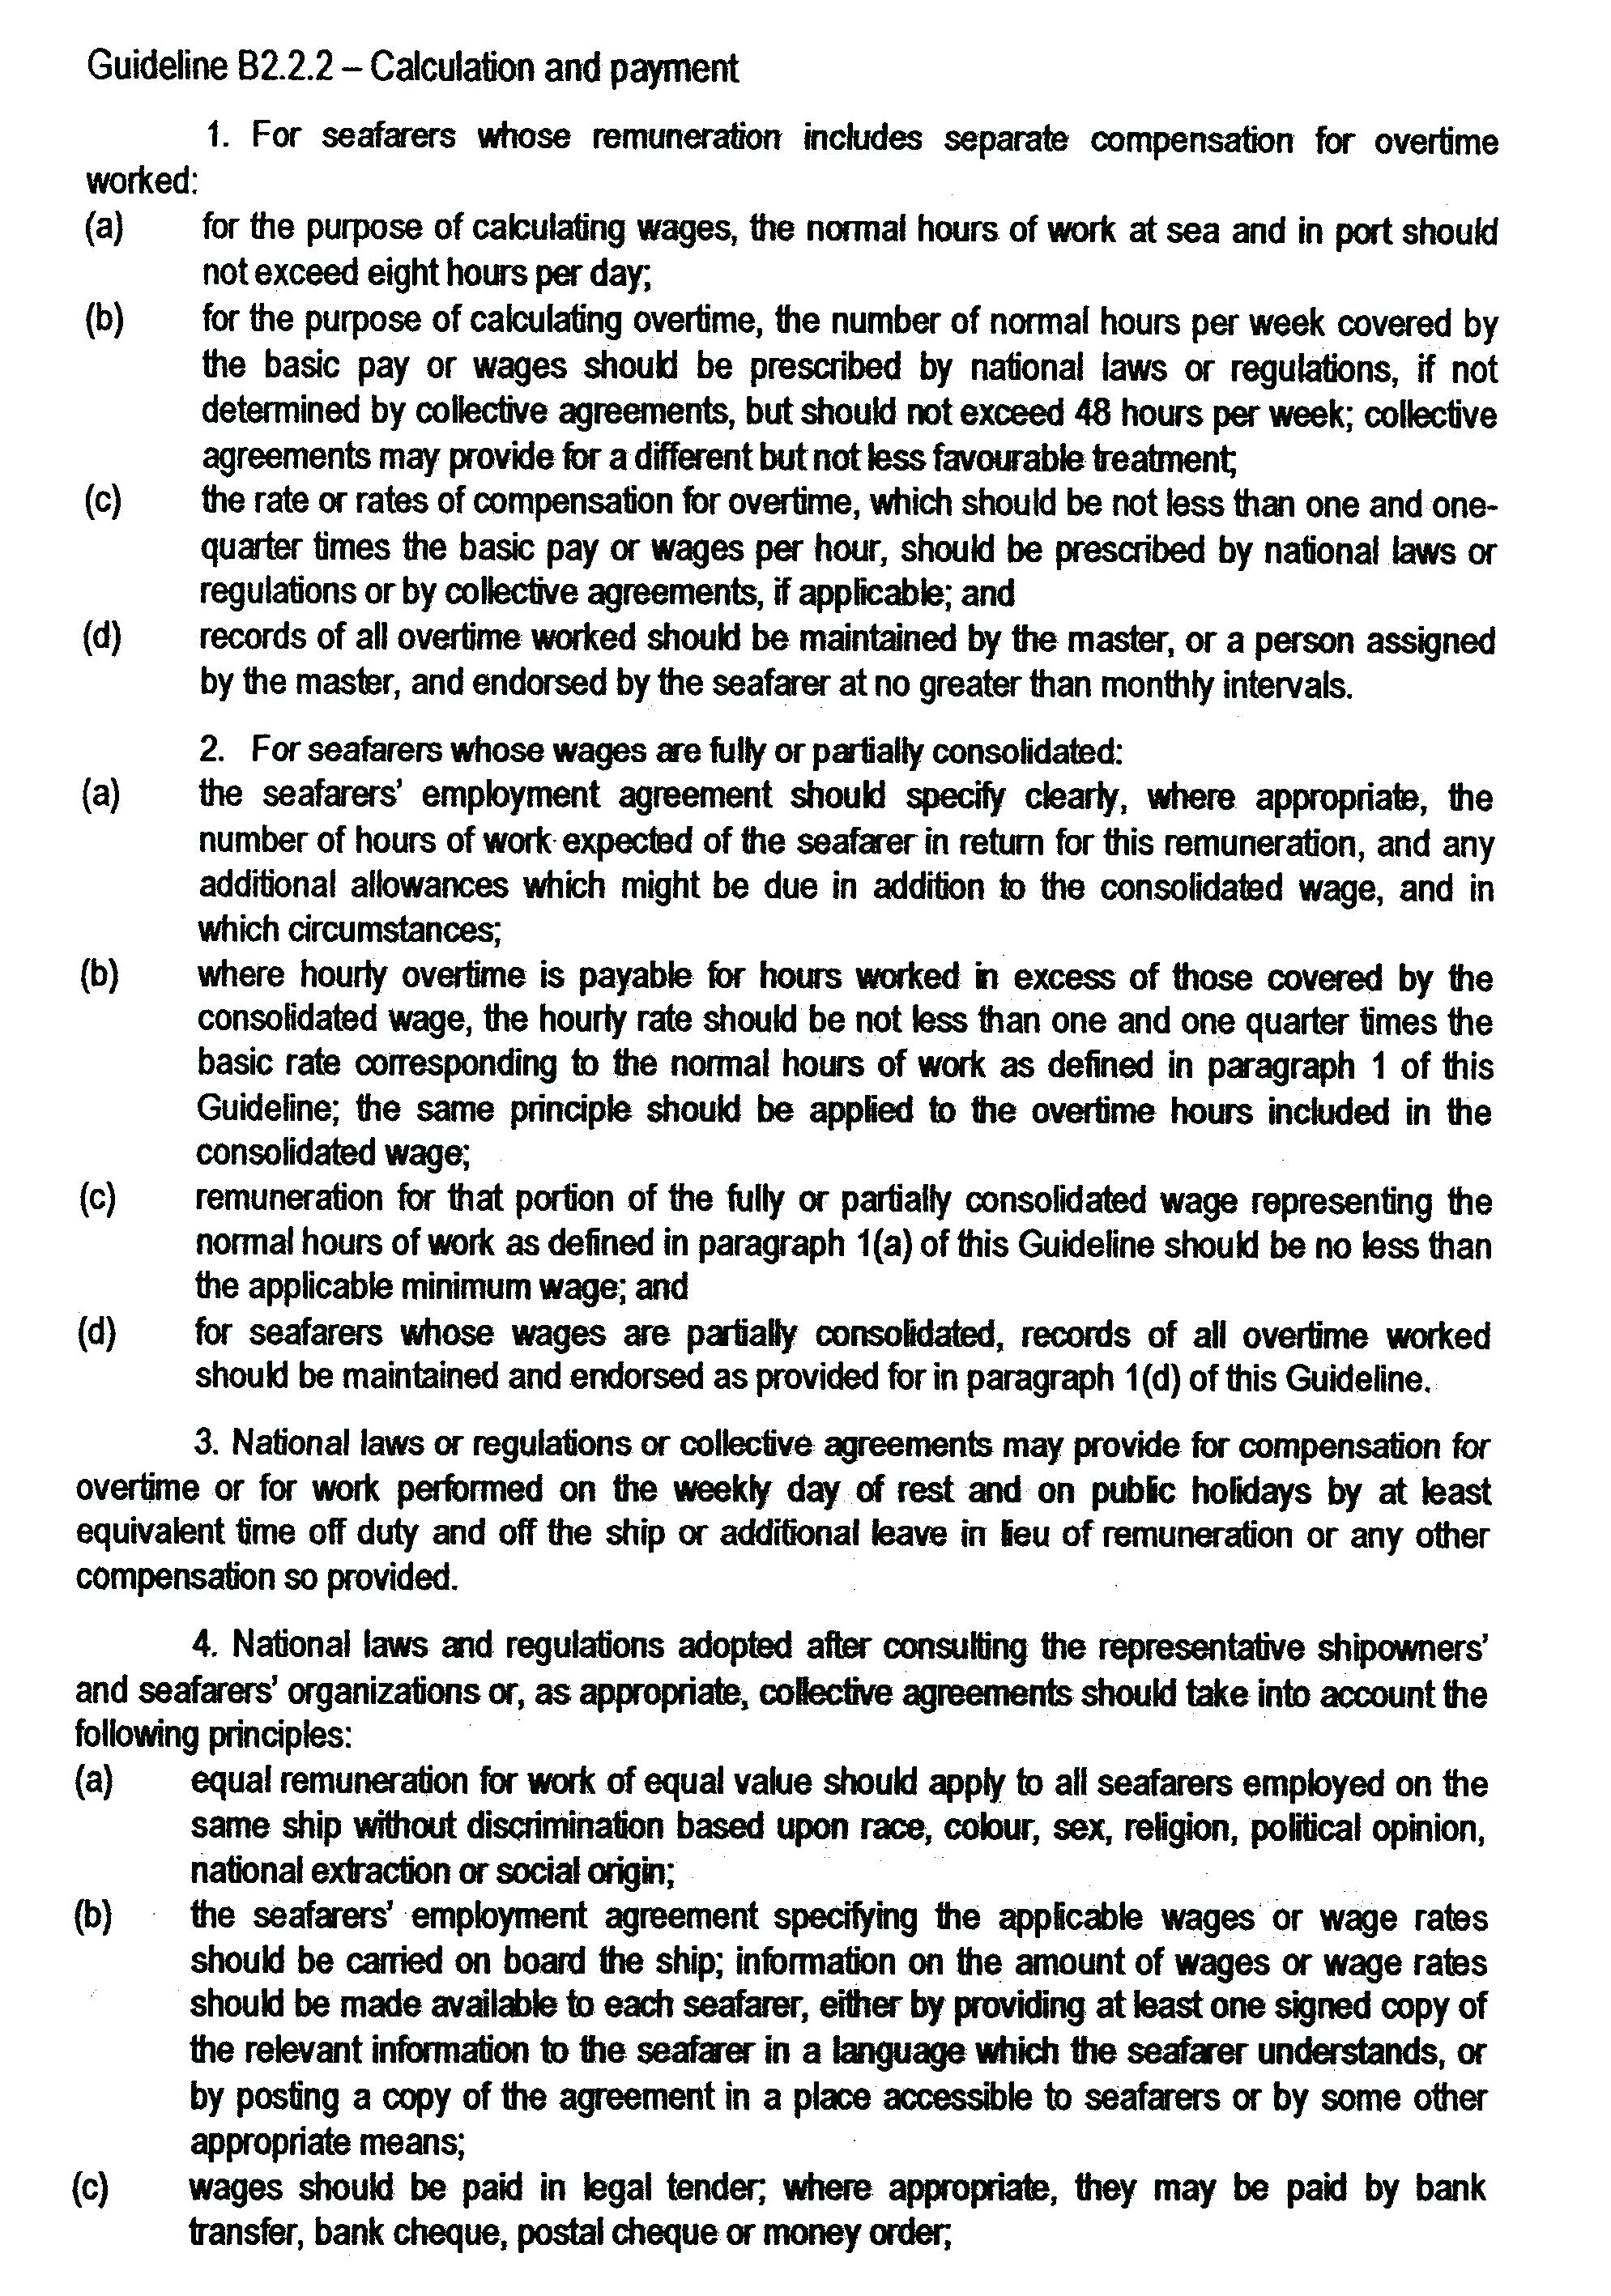 Guideline B2.2.2 – Calculation and payment
1. For seafarers whose remuneration includes separate compensation for overtime
worked:
(a) for the purpose of calculating wages, the normal hours of work at sea and in port should
not exceed eight hours per day;
(b) for the purpose of calculating overtime, the number of normal hours per week covered by
the basic pay or wages should be prescribed by national laws or regulations, if not
determined by collective agreements, but should not exceed 48 hours per week; collective
agreements may provide for a different but not less favourable treatment;
(c) the rate or rates of compensation for overtime, which should be not less than one and one-
quarter times the basic pay or wages per hour, should be prescribed by national laws or
regulations or by collective agreements, if applicable; and
(d) records of all overtime worked should be maintained by the master, or a person assigned
by the master, and endorsed by the seafarer at no greater than monthly intervals.
2. For seafarers whose wages are fully or partially consolidated:
(a) the seafarers' employment agreement should specify clearly, where appropriate, the
number of hours of work expected of the seafarer in return for this remuneration, and any
additional allowances which might be due in addition to the consolidated wage, and in
which circumstances;
(b) where hourly overtime is payable for hours worked in excess of those covered by the
consolidated wage, the hourly rate should be not less than one and one quarter times the
basic rate corresponding to the normal hours of work as defined in paragraph 1 of this
Guideline; the same principle should be applied to the overtime hours included in the
consolidated wage;
(c) remuneration for that portion of the fully or partially consolidated wage representing the
normal hours of work as defined in paragraph 1(a) of this Guideline should be no less than
the applicable minimum wage; and
(d) for seafarers whose wages are partially consolidated, records of all overtime worked
should be maintained and endorsed as provided for in paragraph 1(d) of this Guideline.
3. National laws or regulations or collective agreements may provide for compensation for
overtime or for work performed on the weekly day of rest and on public holidays by at least
equivalent time off duty and off the ship or additional leave in lieu of remuneration or any other
compensation so provided.
4. National laws and regulations adopted after consulting the representative shipowners'
and seafarers' organizations or, as appropriate, collective agreements should take into account the
following principles:
(a) equal remuneration for work of equal value should apply to all seafarers employed on the
same ship without discrimination based upon race, colour, sex, religion, political opinion,
national extraction or social origin;
(b) the seafarers' employment agreement specifying the applicable wages or wage rates
should be carried on board the ship; information on the amount of wages or wage rates
should be made available to each seafarer, either by providing at least one signed copy of
the relevant information to the seafarer in a language which the seafarer understands, or
by posting a copy of the agreement in a place accessible to seafarers or by some other
appropriate means;
(c) wages should be paid in legal tender; where appropriate, they may be paid by bank
transfer, bank cheque, postal cheque or money order;